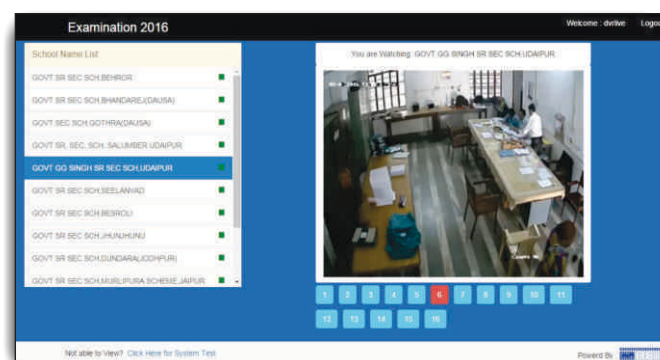 Examination 2016
Welcome : dvrlive Logou
School Name List
You are Watching: GOVT GG SINGH SR SEC SCH,UDAIPUR
GOVT SR SEC SCH,BEHROR
GOVT SR SEC SCH,BHANDAREJ(DAUSA)
GOVT SEC SCH GOTHRA(DAUSA)
GOVT SR, SEC, SCH, SALUMBER UDAIPUR
GOVT GG SINGH SR SEC SCH,UDAIPUR
GOVT SR SEC SCH,SEELANVAD
GOVT SR SEC SCH,BESROLI
GOVT SR SEC SCH,JHUNJHUNU
GOVT SR SEC SCH,DUNDARA(JODHPUR)
GOVT SR SEC SCH,MURLIPURA SCHEME,JAIPUR
1 2 3 4 5 6 7 8 9 10 11
12 13 14 15 16
Not able to View? Click Here for System Test
Powerd By